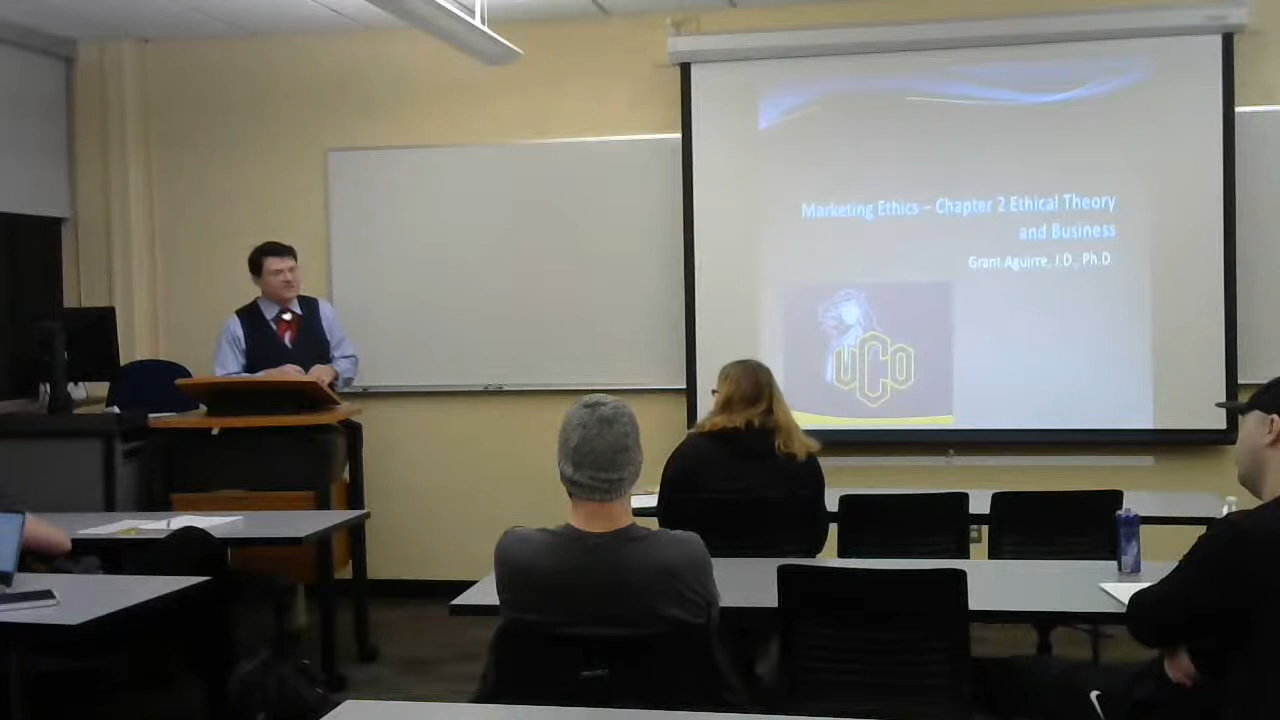 Marketing Ethics – Chapter 2 Ethical Theory
and Business
Grant Aguirre, J.D., Ph.D.
UCO